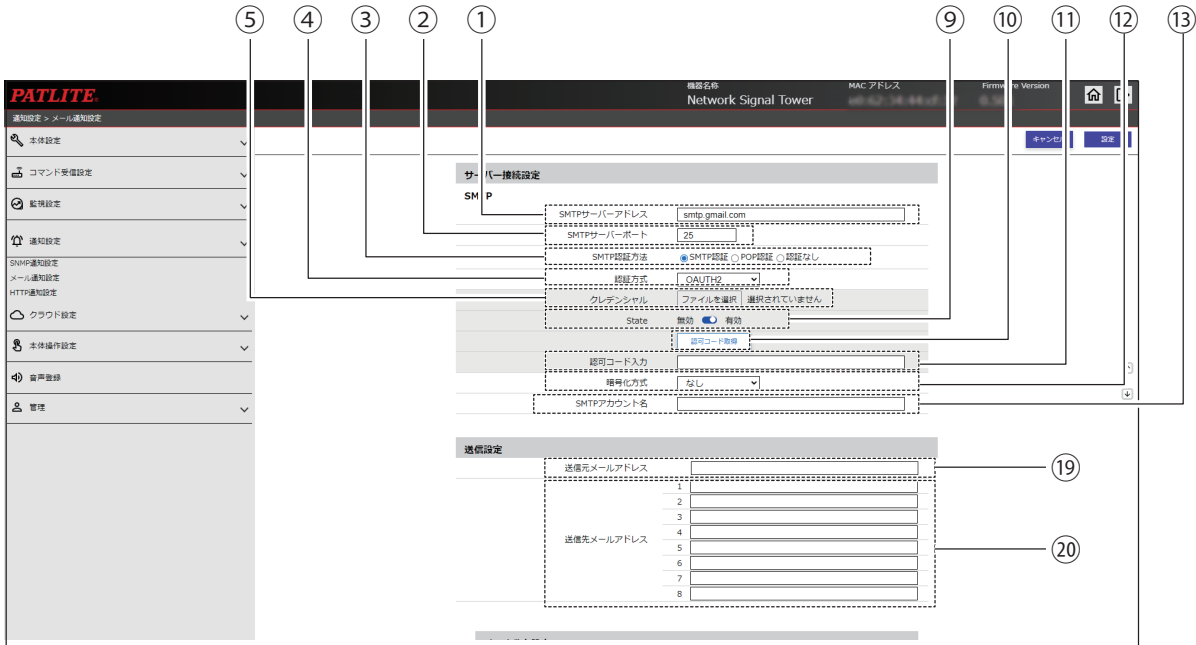 ⑤ ④ ③ ② ① ⑨ ⑩ ⑪ ⑫ ⑬
PATLITE.
機器名称
Network Signal Tower
MAC アドレス
Firmware Version
通知設定 > メール通知設定
キャンセル
設定
本体設定
コマンド受信設定
監視設定
通知設定
SNMP通知設定
メール通知設定
HTTP通知設定
クラウド設定
本体操作設定
音声登録
管理
サーバー接続設定
SMTP
SMTPサーバーアドレス smtp.gmail.com
SMTPサーバーポート 25
SMTP認証方法 SMTP認証 POP認証 認証なし
認証方式 OAUTH2
クレデンシャル ファイルを選択 選択されていません
State 無効 有効
認可コード取得
認可コード入力
暗号化方式 なし
SMTPアカウント名
送信設定
送信元メールアドレス
⑲
送信先メールアドレス
1
2
3
4
5
6
7
8
⑳